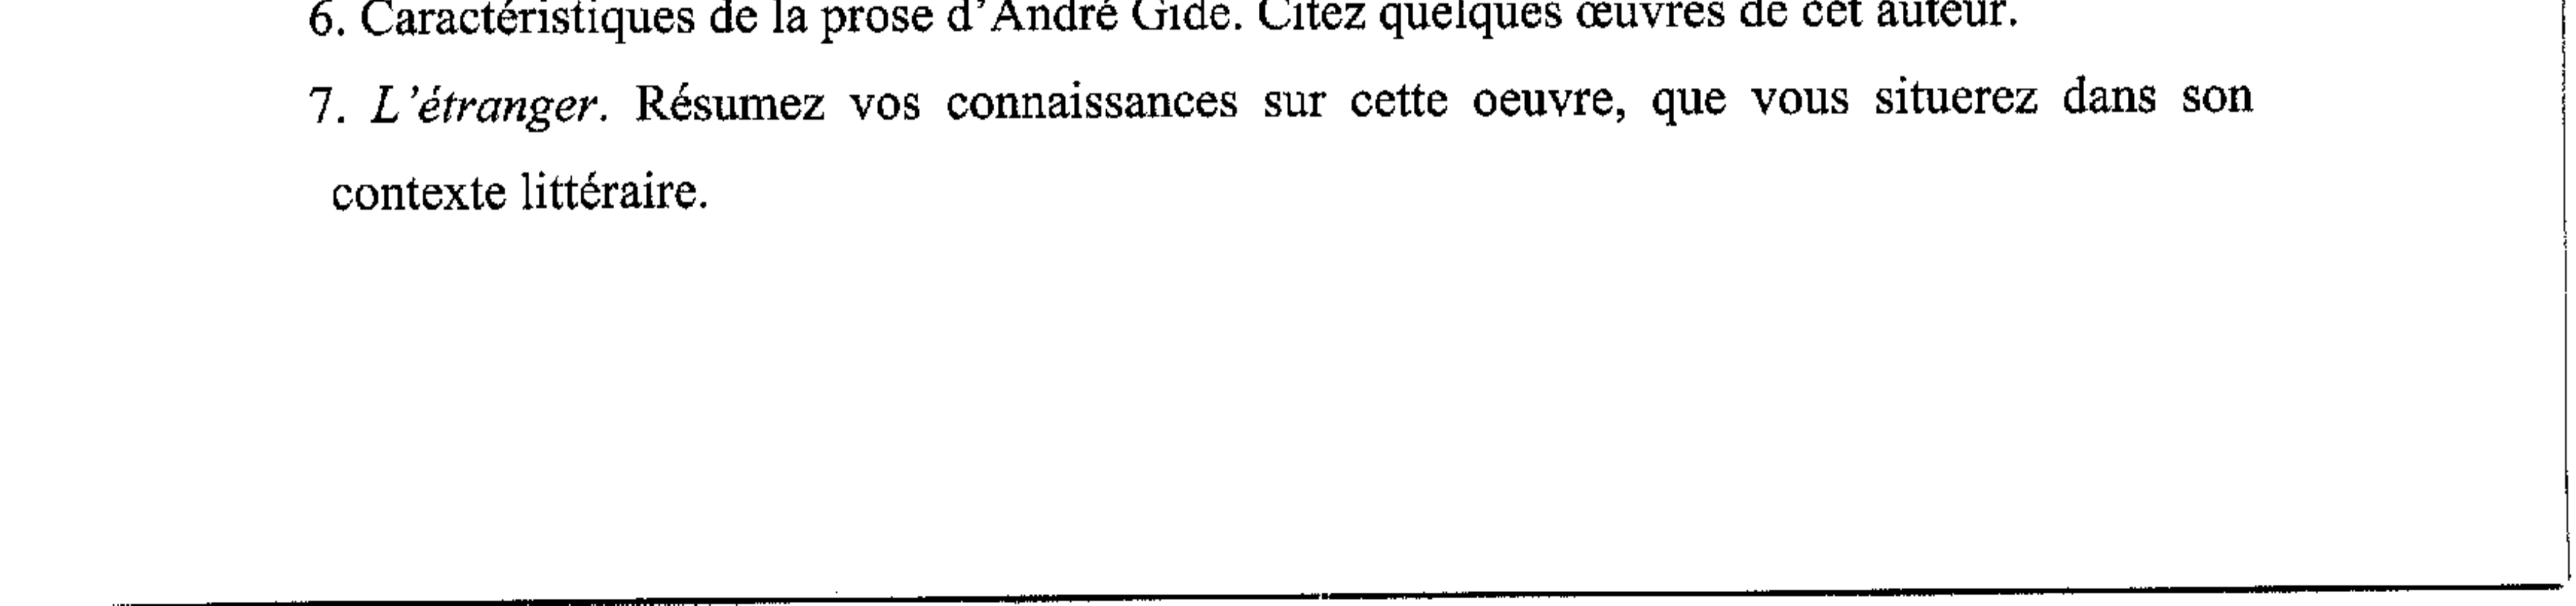 6. Caractéristiques de la prose d'André Gide. Citez quelques œuvres de cet auteur.
7. L'étranger. Résumez vos connaissances sur cette oeuvre, que vous situerez dans son
contexte littéraire.